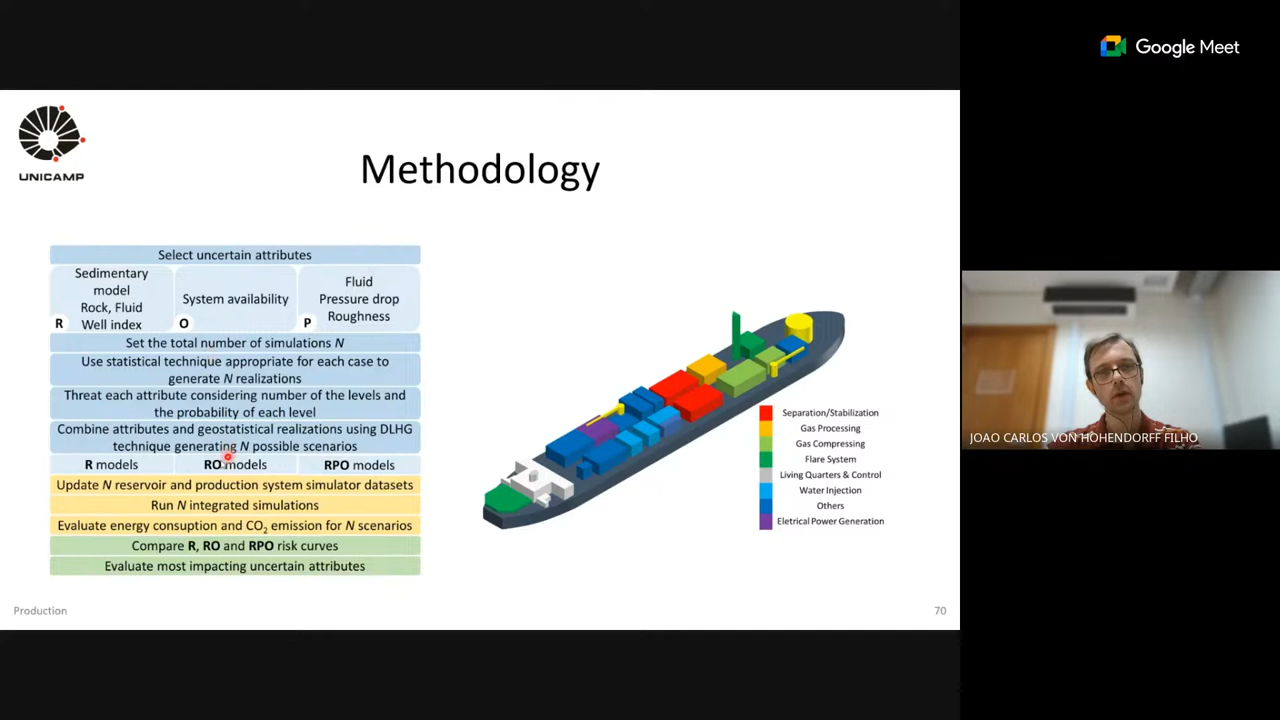 Google Meet
UNICAMP
Methodology
Select uncertain attributes
Sedimentary
model
Rock, Fluid
Well index
R
System availability
O
Fluid
Pressure drop
Roughness
P
Set the total number of simulations N
Use statistical technique appropriate for each case to
generate N realizations
Threat each attribute considering number of the levels and
the probability of each level
Combine attributes and geostatistical realizations using DLHG
technique generating N possible scenarios
R models
RO models
RPO models
Update N reservoir and production system simulator datasets
Run N integrated simulations
Evaluate energy consuption and CO2 emission for N scenarios
Compare R, RO and RPO risk curves
Evaluate most impacting uncertain attributes
Separation/Stabilization
Gas Processing
Gas Compressing
Flare System
Living Quarters & Control
Water Injection
Others
Eletrical Power Generation
Production
70
JOAO CARLOS VON HOHENDORFF FILHO